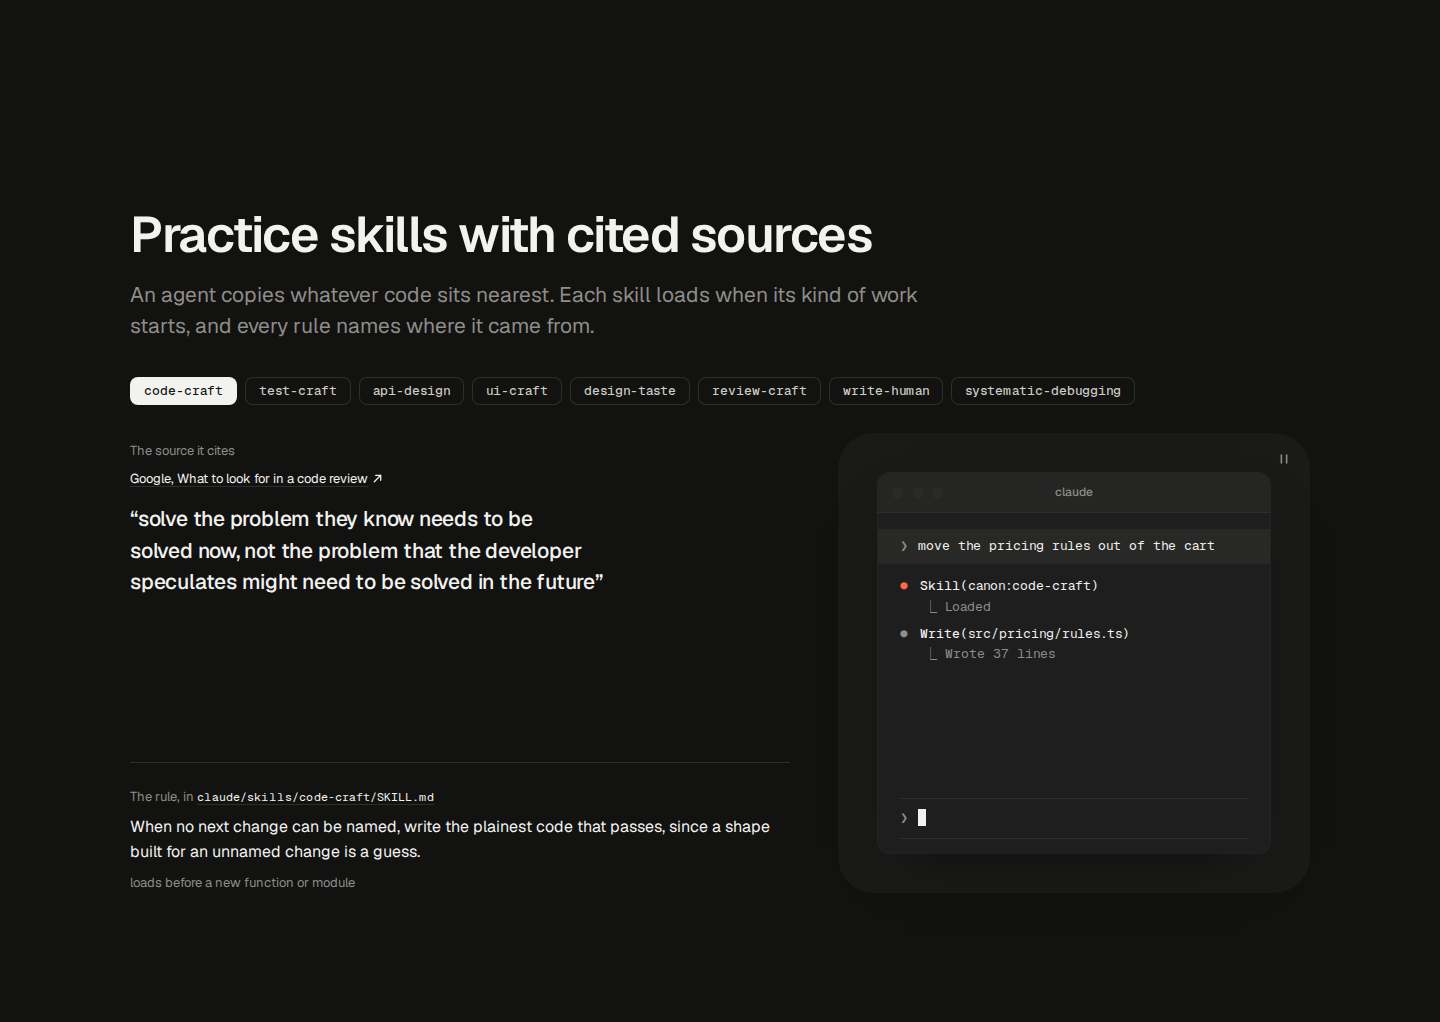 Practice skills with cited sources
An agent copies whatever code sits nearest. Each skill loads when its kind of work
starts, and every rule names where it came from.
code-craft
test-craft
api-design
ui-craft
design-taste
review-craft
write-human
systematic-debugging
The source it cites
Google, What to look for in a code review ↗
“solve the problem they know needs to be
solved now, not the problem that the developer
speculates might need to be solved in the future”
The rule, in claude/skills/code-craft/SKILL.md
When no next change can be named, write the plainest code that passes, since a shape
built for an unnamed change is a guess.
loads before a new function or module
claude
❯ move the pricing rules out of the cart
● Skill(canon:code-craft)
⎿ Loaded
● Write(src/pricing/rules.ts)
⎿ Wrote 37 lines
❯